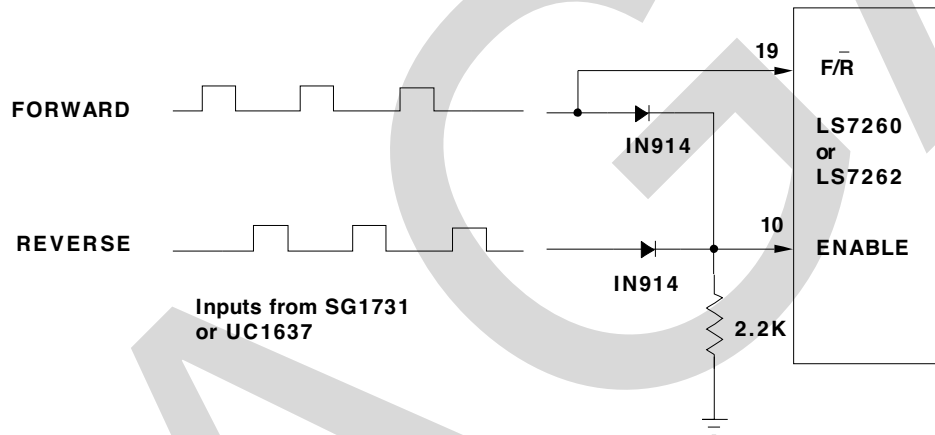 19
F/R̅
FORWARD
IN914
LS7260
or
LS7262
10
REVERSE
ENABLE
IN914
Inputs from SG1731
or UC1637
2.2K